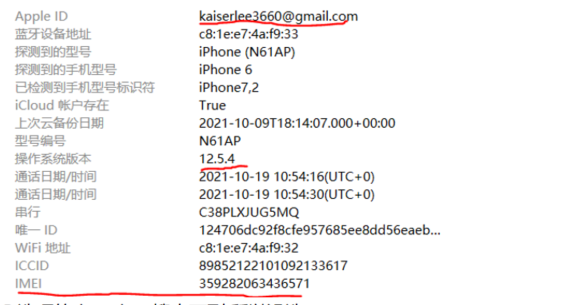 Apple ID kaiserlee3660@gmail.com
蓝牙设备地址 c8:1e:e7:4a:f9:33
探测到的型号 iPhone (N61AP)
探测到的手机型号 iPhone 6
已检测到手机型号标识符 iPhone7,2
iCloud 帐户存在 True
上次云备份日期 2021-10-09T18:14:07.000+00:00
型号编号 N61AP
操作系统版本 12.5.4
通话日期/时间 2021-10-19 10:54:16(UTC+0)
通话日期/时间 2021-10-19 10:54:30(UTC+0)
串行 C38PLXJUG5MQ
唯一 ID 124706dc92f8cfe957685ee8dd56eaeb...
WiFi 地址 c8:1e:e7:4a:f9:32
ICCID 89852122101092133617
IMEI 359282063436571